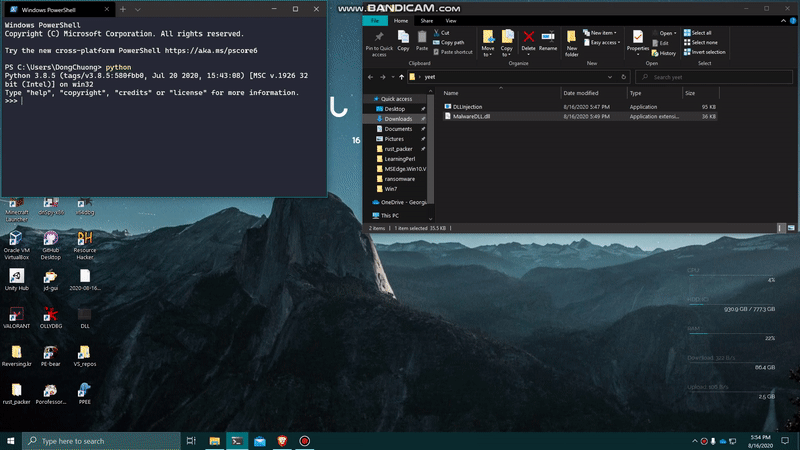 Windows PowerShell
Windows PowerShell
Copyright (C) Microsoft Corporation. All rights reserved.
Try the new cross-platform PowerShell https://aka.ms/pscore6
PS C:\Users\DongChuong> python
Python 3.8.5 (tags/v3.8.5:580fbb0, Jul 20 2020, 15:43:08) [MSC v.1926 32
bit (Intel)] on win32
Type "help", "copyright", "credits" or "license" for more information.
>>>
www.BANDICAM.com
File
Home
Share
View
Pin to Quick
access
Copy
Paste
Cut
Copy path
Paste shortcut
Clipboard
Move
to
Copy
to
Delete
Rename
Organize
New
folder
New item
Easy access
New
Properties
Open
Edit
History
Open
Select all
Select none
Invert selection
Select
yeet
Search yeet
Name
Date modified
Type
Size
DLLInjection
8/16/2020 5:47 PM
Application
95 KB
MalwareDLL.dll
8/16/2020 5:49 PM
Application extensi...
36 KB
Quick access
Desktop
Downloads
Documents
Pictures
rust_packer
LearningPerl
MSEdge.Win10.V
ransomware
Win7
OneDrive - Georgia
This PC
2 items
1 item selected 35.5 KB
16
Minecraft
Launcher
dnSpyx86
x64dbg
Oracle VM
VirtualBox
GitHub
Desktop
Resource
Hacker
Unity Hub
jd-gui
2020-08-16...
VALORANT
OLLYDBG
DLL
Reversing.kr
PE-bear
VS_repos
rust_packer
Porofessor...
PPEE
CPU
4%
930.9 GB / 777.3 GB
RAM
22%
86.4 GB
2.5 GB
Type here to search
5:54 PM
8/16/2020